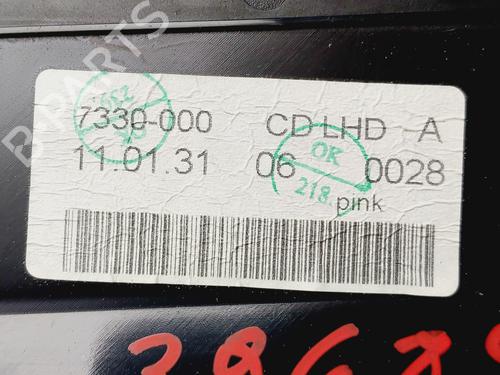 7330-000 CD LHD -A
11.01.31 06 0028
OK
218.
pink
B-PARTS